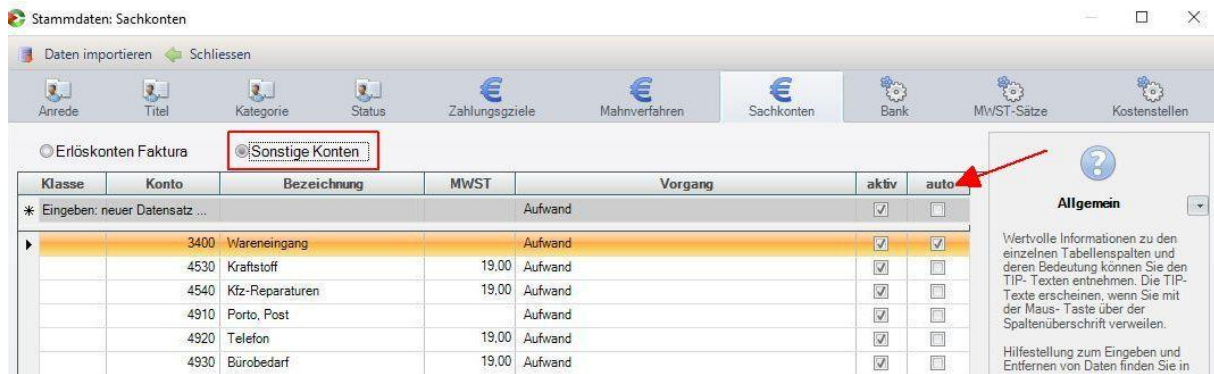 Stammdaten: Sachkonten
Daten importieren Schliessen
Anrede Titel Kategorie Status Zahlungsgziele Mahnverfahren Sachkonten Bank MWST-Sätze Kostenstellen
Erlöskonten Faktura Sonstige Konten
Klasse Konto Bezeichnung MWST Vorgang aktiv auto
Eingeben: neuer Datensatz ... Aufwand
3400 Wareneingang Aufwand
4530 Kraftstoff 19,00 Aufwand
4540 Kfz-Reparaturen 19,00 Aufwand
4910 Porto, Post Aufwand
4920 Telefon 19,00 Aufwand
4930 Bürobedarf 19,00 Aufwand
?
Allgemein
Wertvolle Informationen zu den
einzelnen Tabellenspalten und
deren Bedeutung können Sie den
TIP- Texten entnehmen. Die TIP-
Texte erscheinen, wenn Sie mit
der Maus- Taste über der
Spaltenüberschrift verweilen.
Hilfestellung zum Eingeben und
Entfernen von Daten finden Sie in